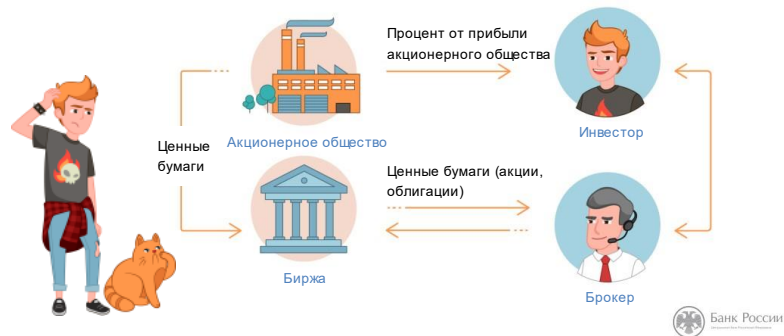 Процент от прибыли
акционерного общества
Ценные
бумаги
Акционерное общество
Инвестор
Ценные бумаги (акции,
облигации)
Биржа
Брокер
Банк России